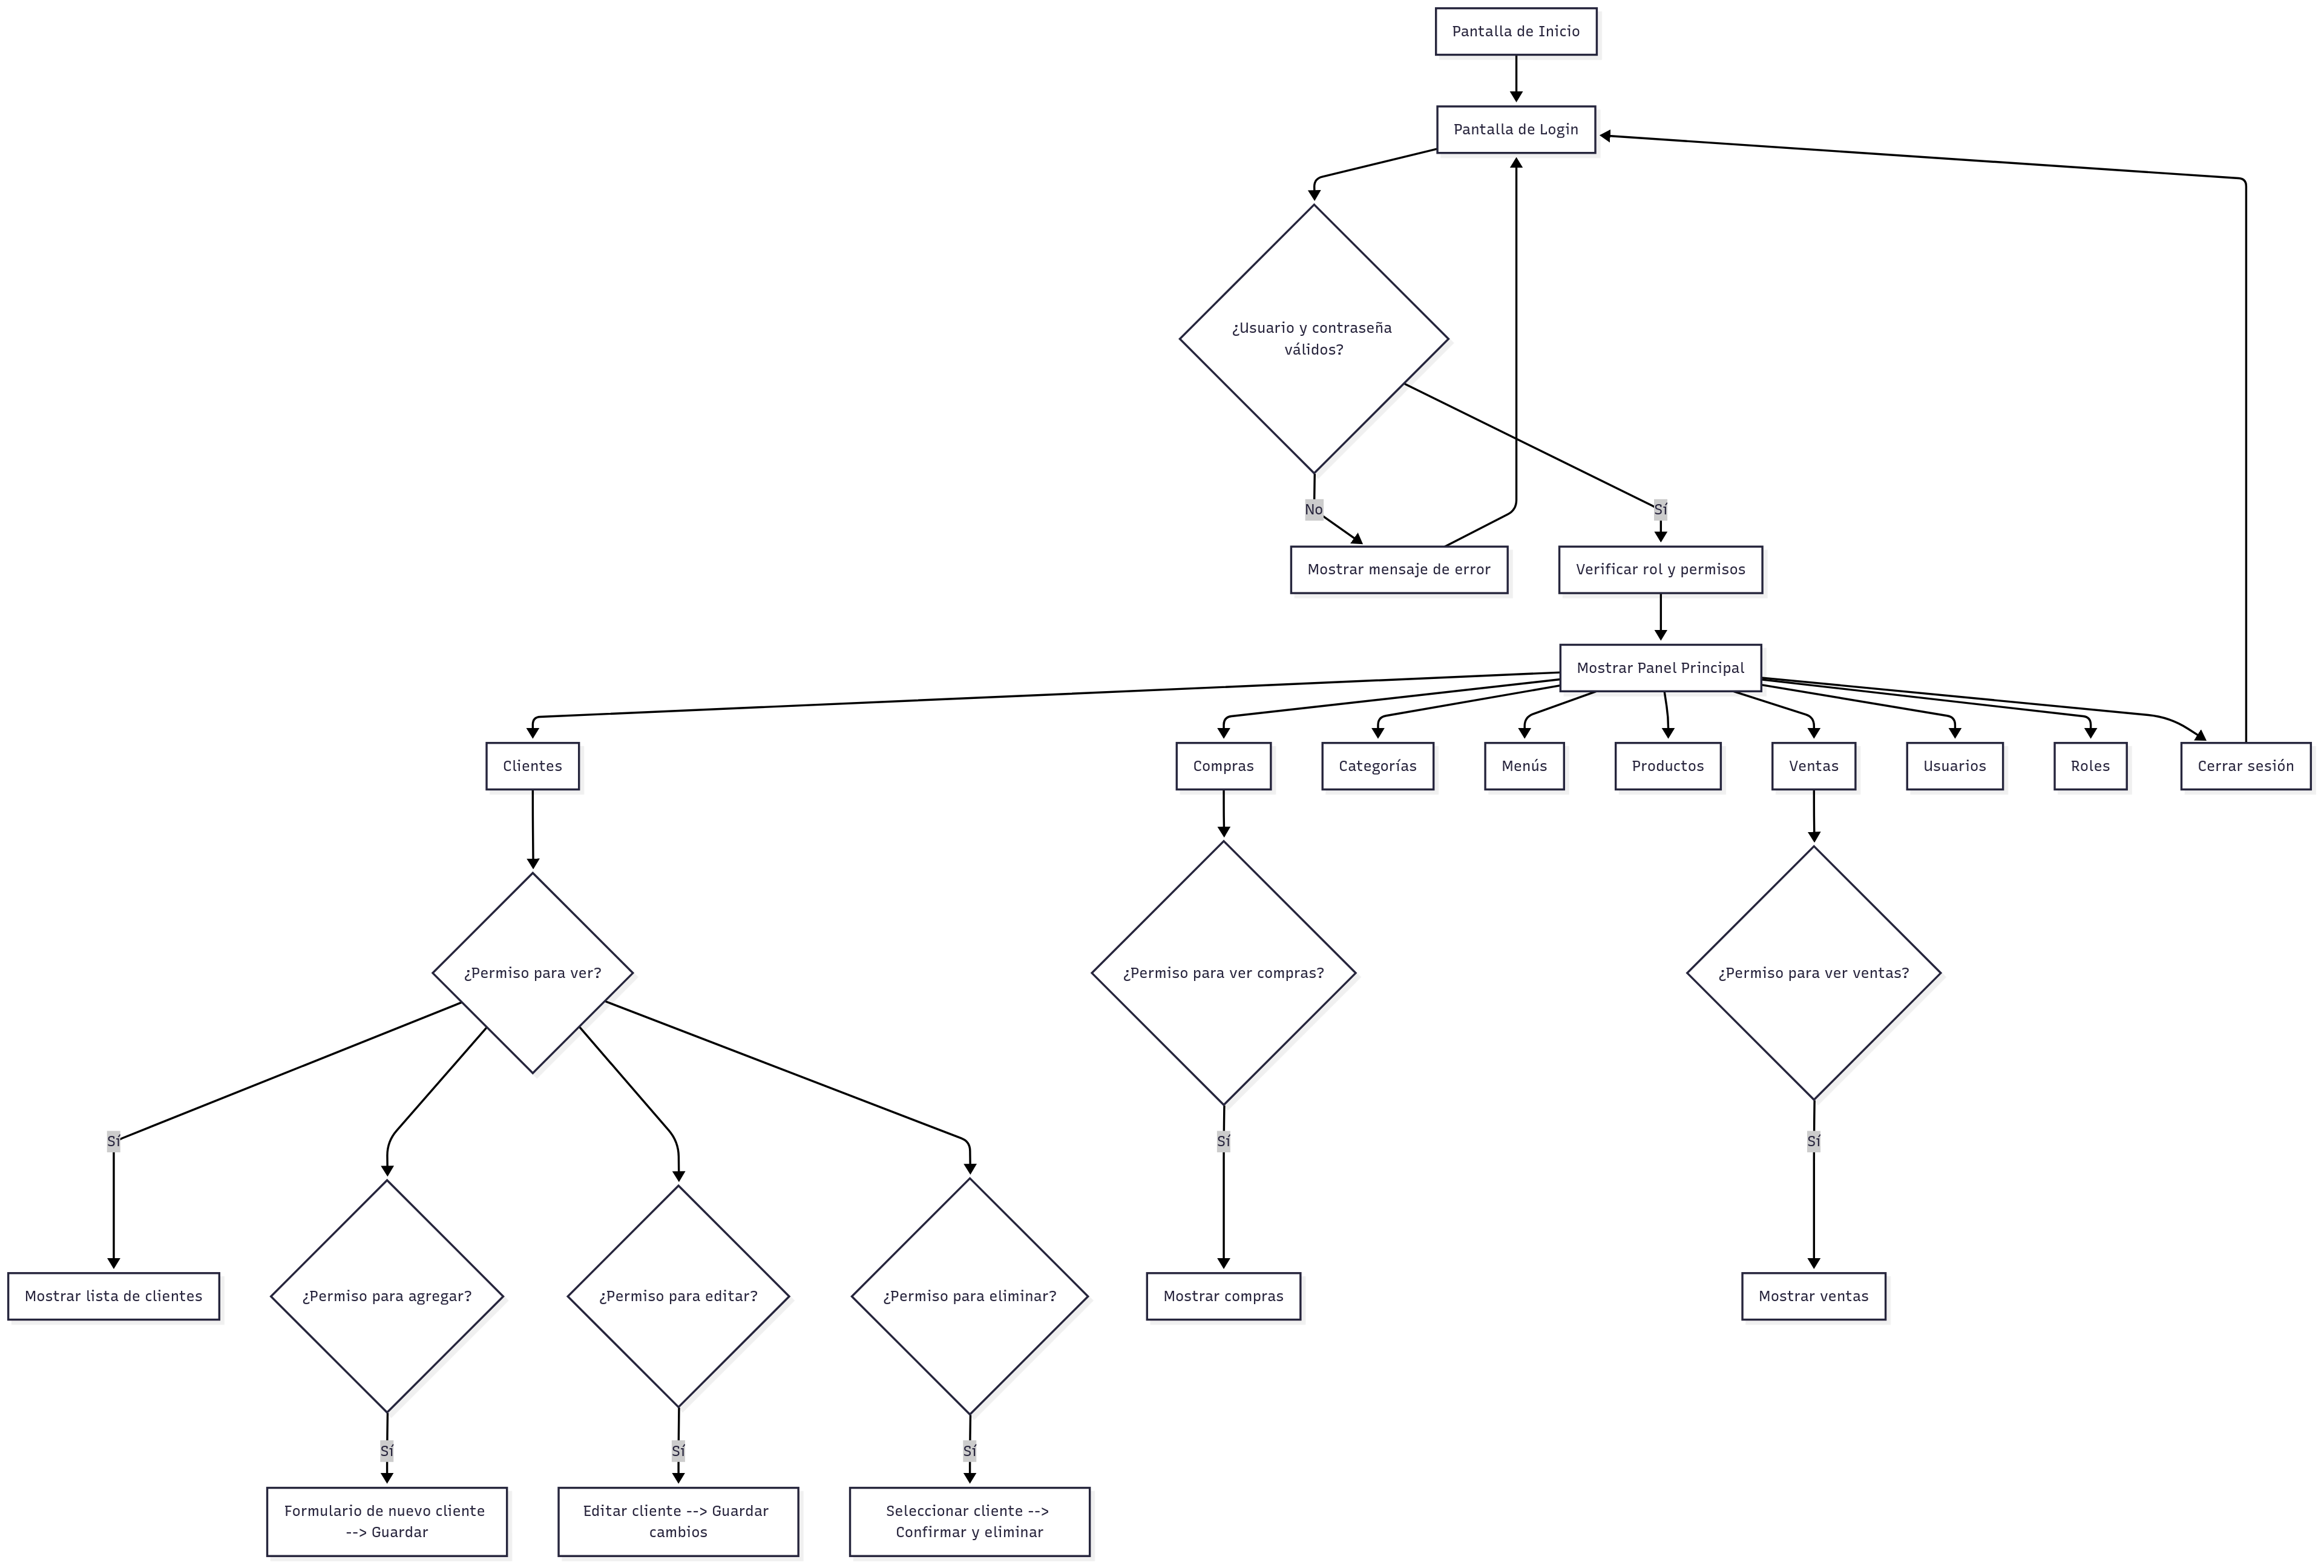 Pantalla de Inicio
Pantalla de Login
¿Usuario y contraseña
válidos?
No
Sí
Mostrar mensaje de error
Verificar rol y permisos
Mostrar Panel Principal
Clientes
Compras
Categorías
Menús
Productos
Ventas
Usuarios
Roles
Cerrar sesión
¿Permiso para ver?
¿Permiso para ver compras?
¿Permiso para ver ventas?
Sí
Sí
Sí
Mostrar lista de clientes
¿Permiso para agregar?
¿Permiso para editar?
¿Permiso para eliminar?
Mostrar compras
Mostrar ventas
Sí
Sí
Sí
Formulario de nuevo cliente
--> Guardar
Editar cliente --> Guardar
cambios
Seleccionar cliente -->
Confirmar y eliminar